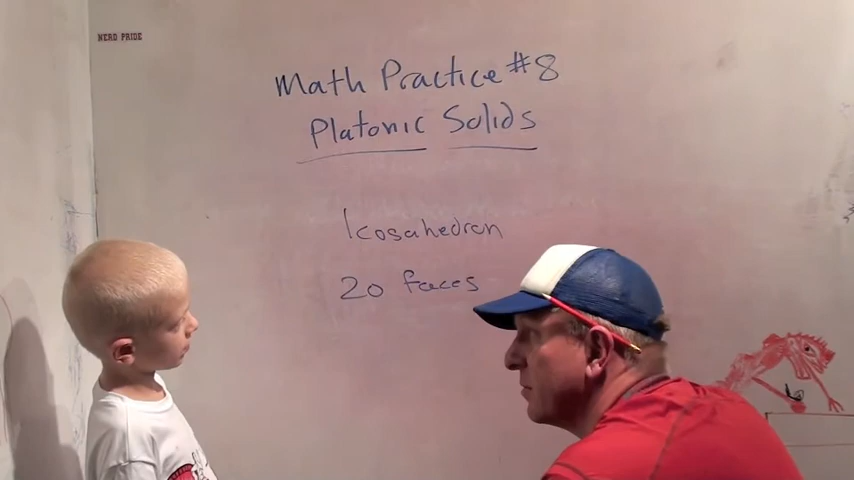 NERD PRIDE
Math Practice #8
Platonic Solids
Icosahedron
20 faces